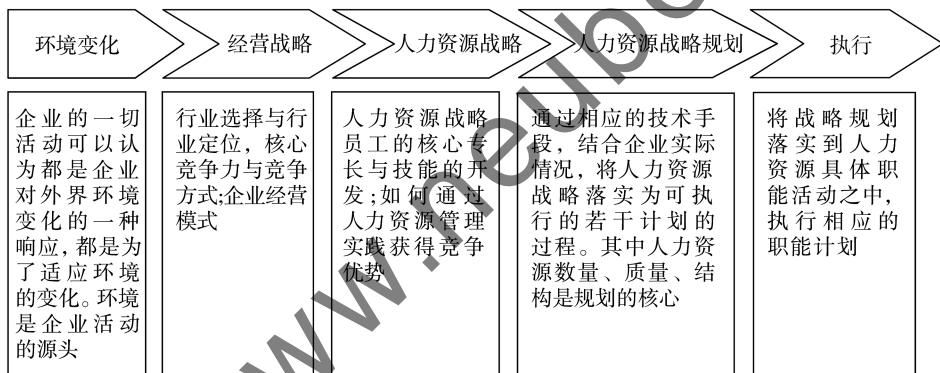 环境变化
经营战略
人力资源战略
人力资源战略规划
执行
企业的一切
活动可以认
为都是企业
对外界环境
变化的一种
响应，都是为
了适应环境
的变化。环境
是企业活动
的源头
行业选择与行
业定位，核心
竞争力与竞争
方式;企业经营
模式
人力资源战略
员工的核心专
长与技能的开
发;如何通过
人力资源管理
实践获得竞争
优势
通过相应的技术手
段，结合企业实际
情况，将人力资源
战略落实为可执
行的若干计划的
过程。其中人力资
源数量、质量、结
构是规划的核心
将战略规划
落实到人力
资源具体职
能活动之中，
执行相应的
职能计划
www.neub